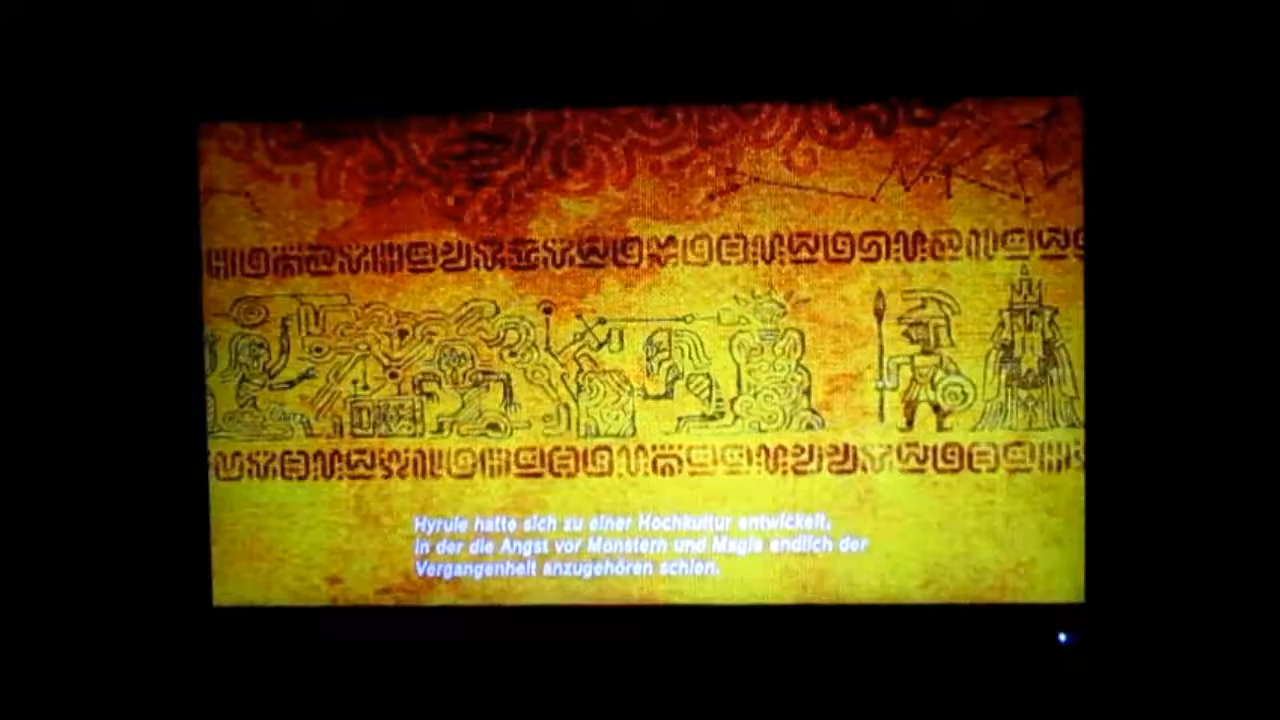 Hyrule hatte sich zu einer Hochkultur entwickelt,
in der die Angst vor Monstern und Magie endlich der
Vergangenheit anzugehören schien.